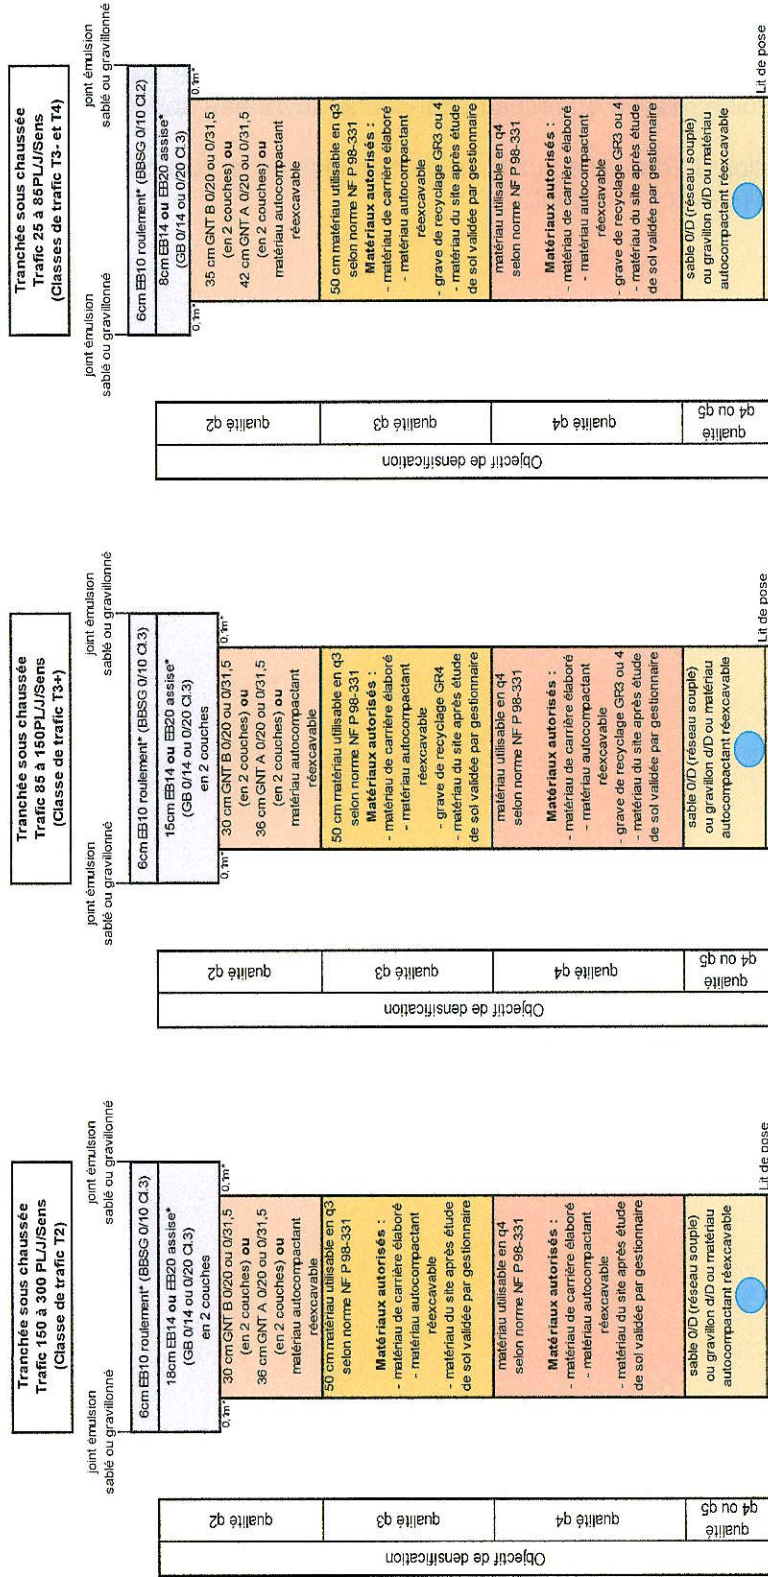 Tranchée sous chaussée
Trafic 150 à 300 PL/J/Sens
(Classe de trafic T2)
joint émulsion
sablé ou gravillonné
joint émulsion
sablé ou gravillonné
6cm EB10 roulement* (BBSG 0/10 Cl.3)
18cm EB14 ou EB20 assise*
(GB 0/14 ou 0/20 Cl.3)
en 2 couches
0,1m*
0,1m*
30 cm GNT B 0/20 ou 0/31,5
(en 2 couches) ou
36 cm GNT A 0/20 ou 0/31,5
(en 2 couches) ou
matériau autocompactant
réexcavable
50 cm matériau utilisable en q3
selon norme NF P 98-331
Matériaux autorisés :
- matériau de carrière élaboré
- matériau autocompactant
réexcavable
- matériau du site après étude
de sol validée par gestionnaire
matériau utilisable en q4
selon norme NF P 98-331
Matériaux autorisés :
- matériau de carrière élaboré
- matériau autocompactant
réexcavable
- matériau du site après étude
de sol validée par gestionnaire
sable 0/D (réseau souple)
ou gravillon d/D ou matériau
autocompactant réexcavable
Lit de pose
qualité q2
qualité q3
qualité q4
qualité
q4 ou q5
Objectif de densification
Tranchée sous chaussée
Trafic 85 à 150PL/J/Sens
(Classe de trafic T3+)
joint émulsion
sablé ou gravillonné
joint émulsion
sablé ou gravillonné
6cm EB10 roulement* (BBSG 0/10 Cl.3)
15cm EB14 ou EB20 assise*
(GB 0/14 ou 0/20 Cl.3)
en 2 couches
0,1m*
0,1m*
30 cm GNT B 0/20 ou 0/31,5
(en 2 couches) ou
36 cm GNT A 0/20 ou 0/31,5
(en 2 couches) ou
matériau autocompactant
réexcavable
50 cm matériau utilisable en q3
selon norme NF P 98-331
Matériaux autorisés :
- matériau de carrière élaboré
- matériau autocompactant
réexcavable
- grave de recyclage GR4
- matériau du site après étude
de sol validée par gestionnaire
matériau utilisable en q4
selon norme NF P 98-331
Matériaux autorisés :
- matériau de carrière élaboré
- matériau autocompactant
réexcavable
- grave de recyclage GR3 ou 4
- matériau du site après étude
de sol validée par gestionnaire
sable 0/D (réseau souple)
ou gravillon d/D ou matériau
autocompactant réexcavable
Lit de pose
qualité q2
qualité q3
qualité q4
qualité
q4 ou q5
Objectif de densification
Tranchée sous chaussée
Trafic 25 à 85PL/J/Sens
(Classes de trafic T3- et T4)
joint émulsion
sablé ou gravillonné
joint émulsion
sablé ou gravillonné
6cm EB10 roulement* (BBSG 0/10 Cl.2)
8cm EB14 ou EB20 assise*
(GB 0/14 ou 0/20 Cl.3)
0,1m*
0,1m*
35 cm GNT B 0/20 ou 0/31,5
(en 2 couches) ou
42 cm GNT A 0/20 ou 0/31,5
(en 2 couches) ou
matériau autocompactant
réexcavable
50 cm matériau utilisable en q3
selon norme NF P 98-331
Matériaux autorisés :
- matériau de carrière élaboré
- matériau autocompactant
réexcavable
- grave de recyclage GR3 ou 4
- matériau du site après étude
de sol validée par gestionnaire
matériau utilisable en q4
selon norme NF P 98-331
Matériaux autorisés :
- matériau de carrière élaboré
- matériau autocompactant
réexcavable
- grave de recyclage GR3 ou 4
- matériau du site après étude
de sol validée par gestionnaire
sable 0/D (réseau souple)
ou gravillon d/D ou matériau
autocompactant réexcavable
Lit de pose
qualité q2
qualité q3
qualité q4
qualité
q4 ou q5
Objectif de densification